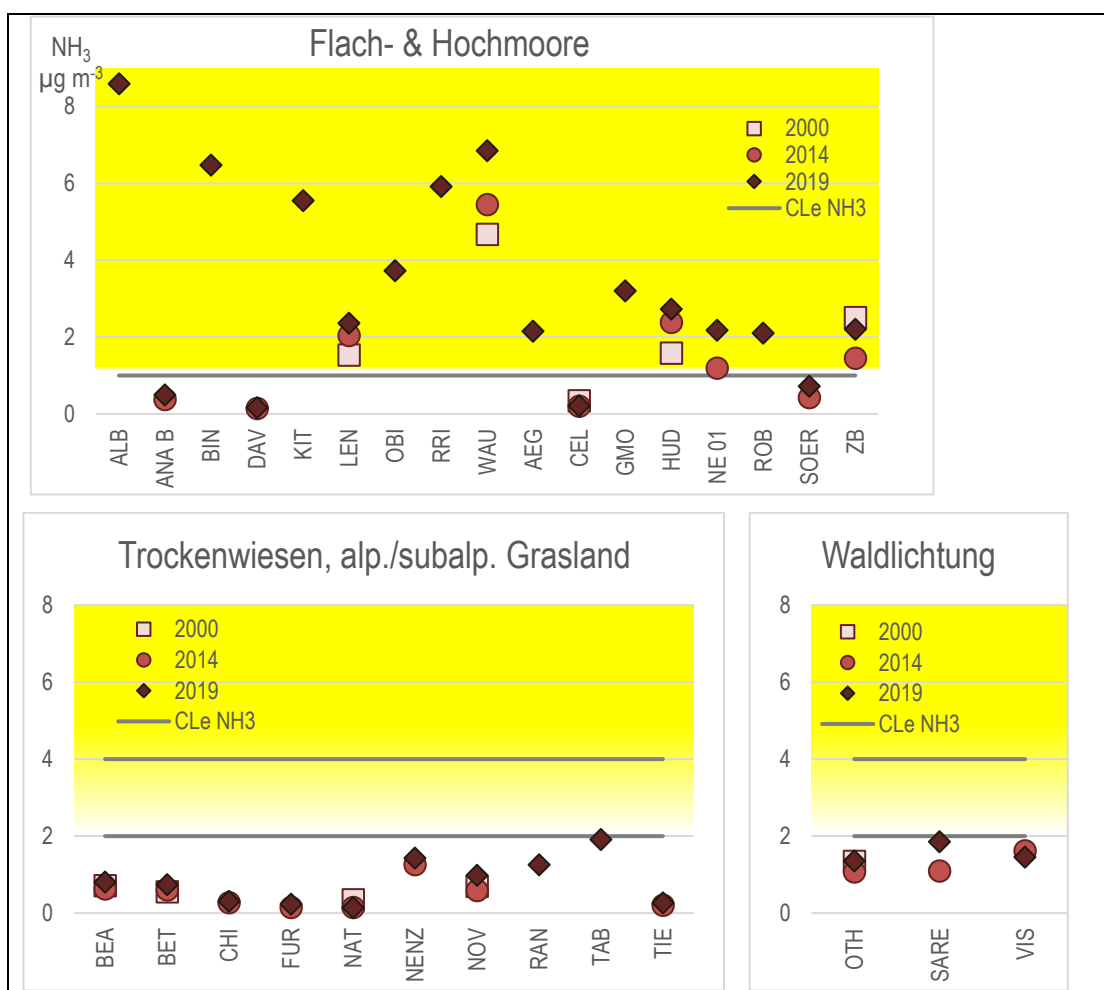 Flach- & Hochmoore
NH₃
µg m⁻³
8
6
4
2
0
2000
2014
2019
CLe NH3
ALB
ANA B
BIN
DAV
KIT
LEN
OBI
RRI
WAU
AEG
CEL
GMO
HUD
NE 01
ROB
SOER
ZB
Trockenwiesen, alp./subalp. Grasland
8
6
4
2
0
2000
2014
2019
CLe NH3
BEA
BET
CHI
FUR
NAT
NENZ
NOV
RAN
TAB
TIE
Waldlichtung
8
6
4
2
0
2000
2014
2019
CLe NH3
OTH
SARE
VIS